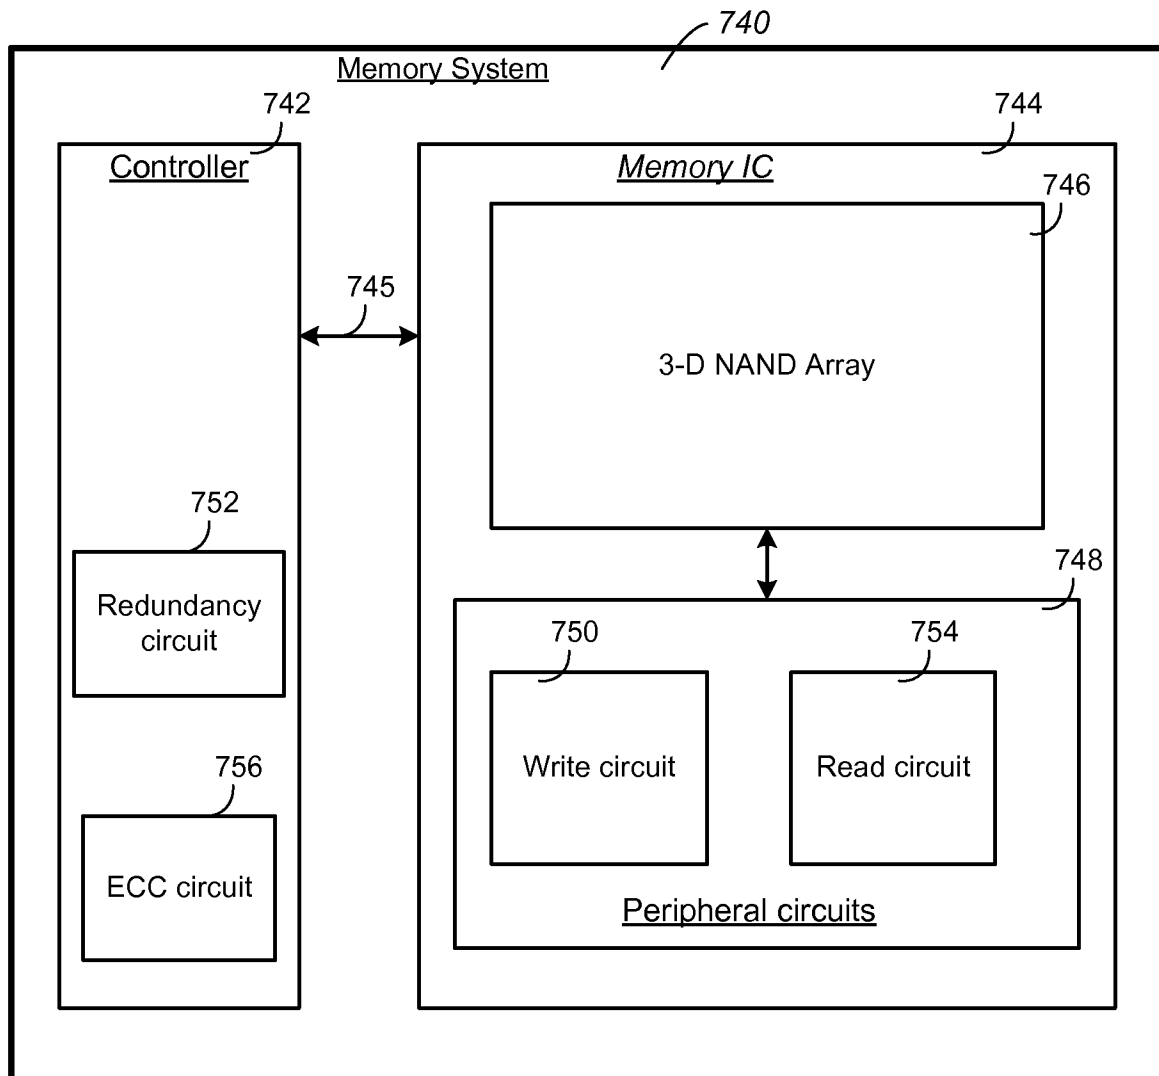 740
Memory System
742
Controller
744
Memory IC
746
745
3-D NAND Array
752
Redundancy
circuit
748
750
754
Write circuit
Read circuit
756
ECC circuit
Peripheral circuits